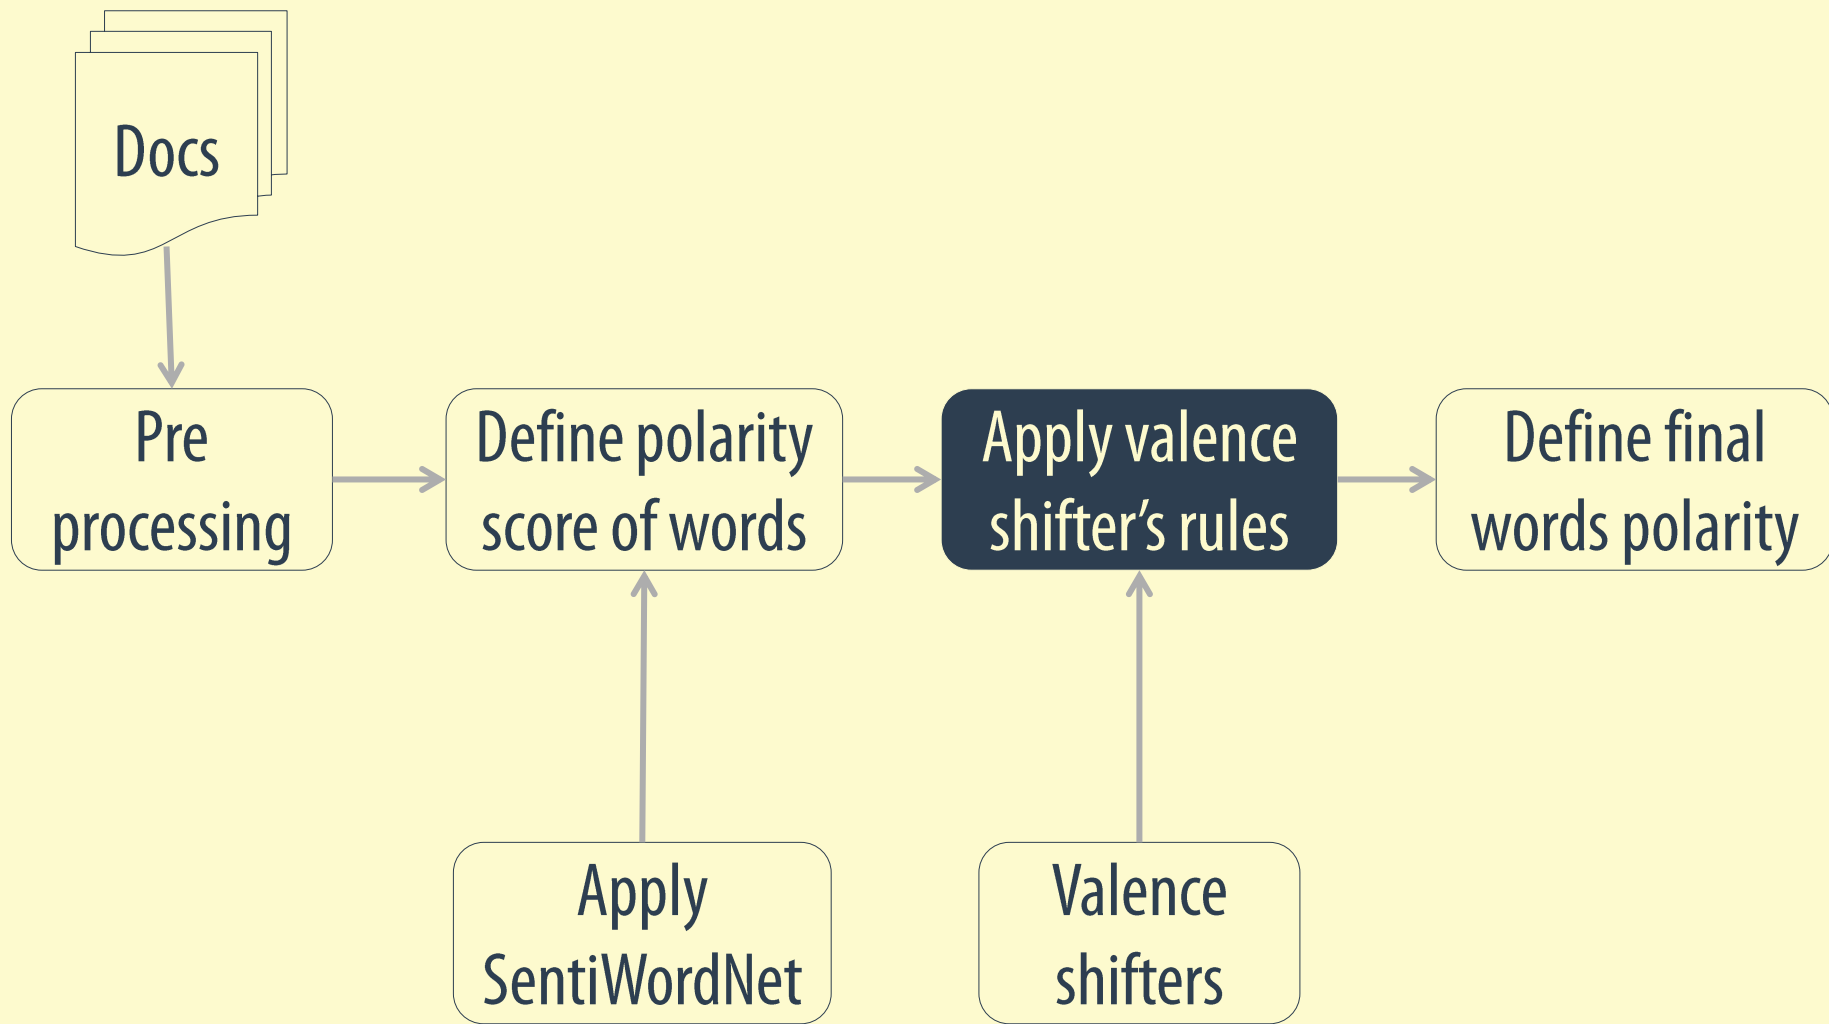 Docs
Pre
processing
Define polarity
score of words
Apply valence
shifter’s rules
Define final
words polarity
Apply
SentiWordNet
Valence
shifters